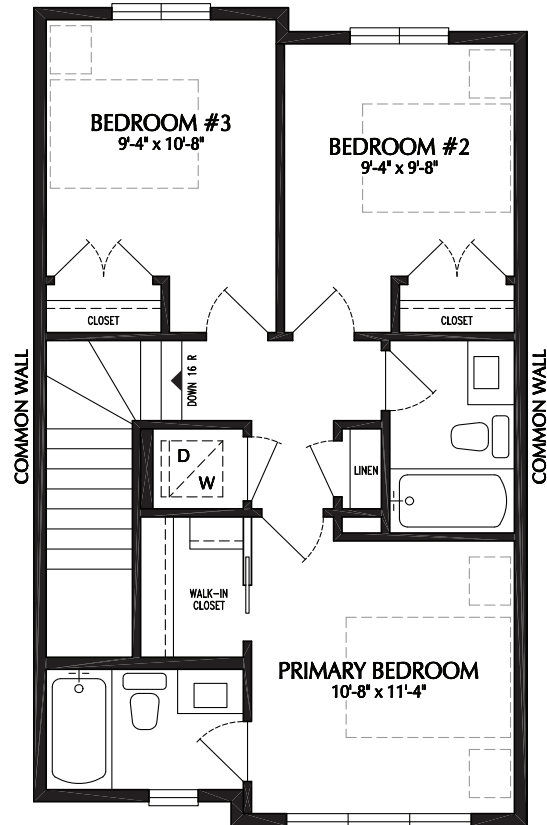 BEDROOM #3
9'-4" x 10'-8"
BEDROOM #2
9'-4" x 9'-8"
CLOSET
CLOSET
COMMON WALL
DOWN 16 R
COMMON WALL
D
W
LINEN
WALK-IN
CLOSET
PRIMARY BEDROOM
10'-8" x 11'-4"